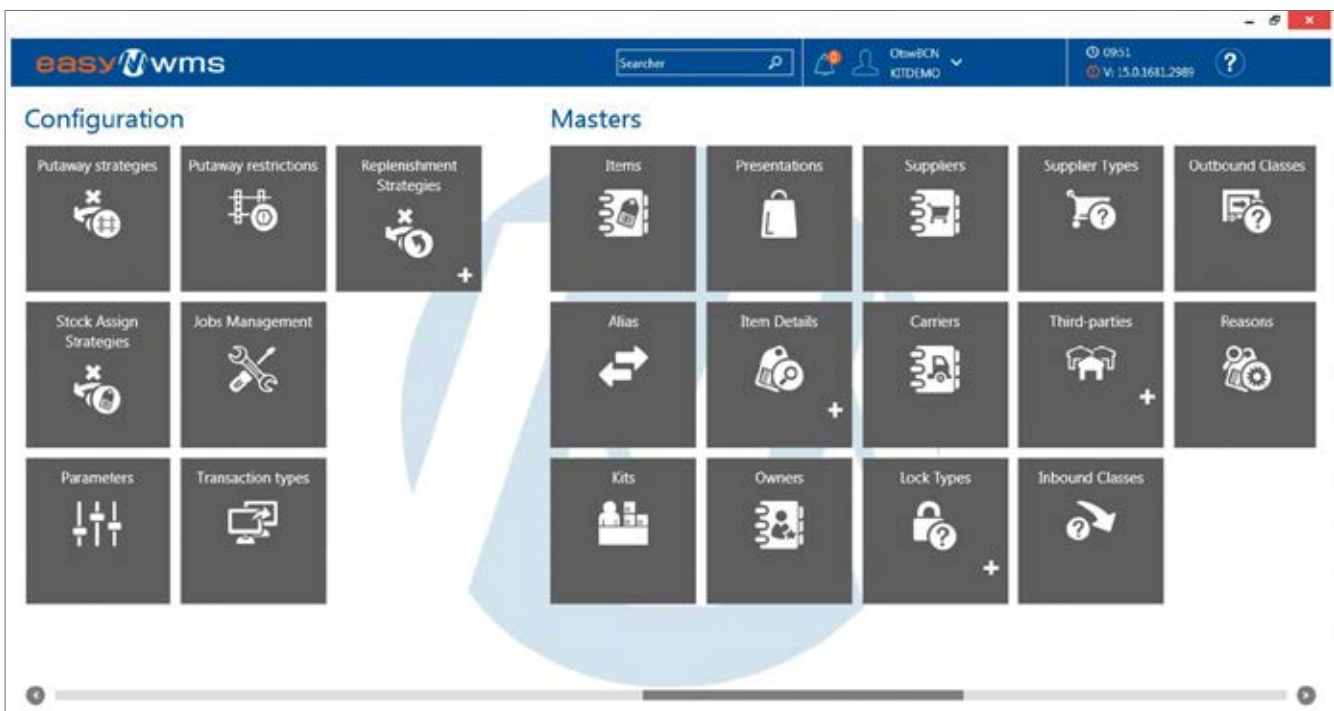 easy wms
Searcher
0
OtswBCN
KITDEMO
09:51
V: 15.0.1681.2989
?
Configuration
Masters
Putaway strategies
Putaway restrictions
Replenishment
Strategies
Items
Presentations
Suppliers
Supplier Types
Outbound Classes
Stock Assign
Strategies
Jobs Management
Alias
Item Details
Carriers
Third-parties
Reasons
Parameters
Transaction types
Kits
Owners
Lock Types
Inbound Classes